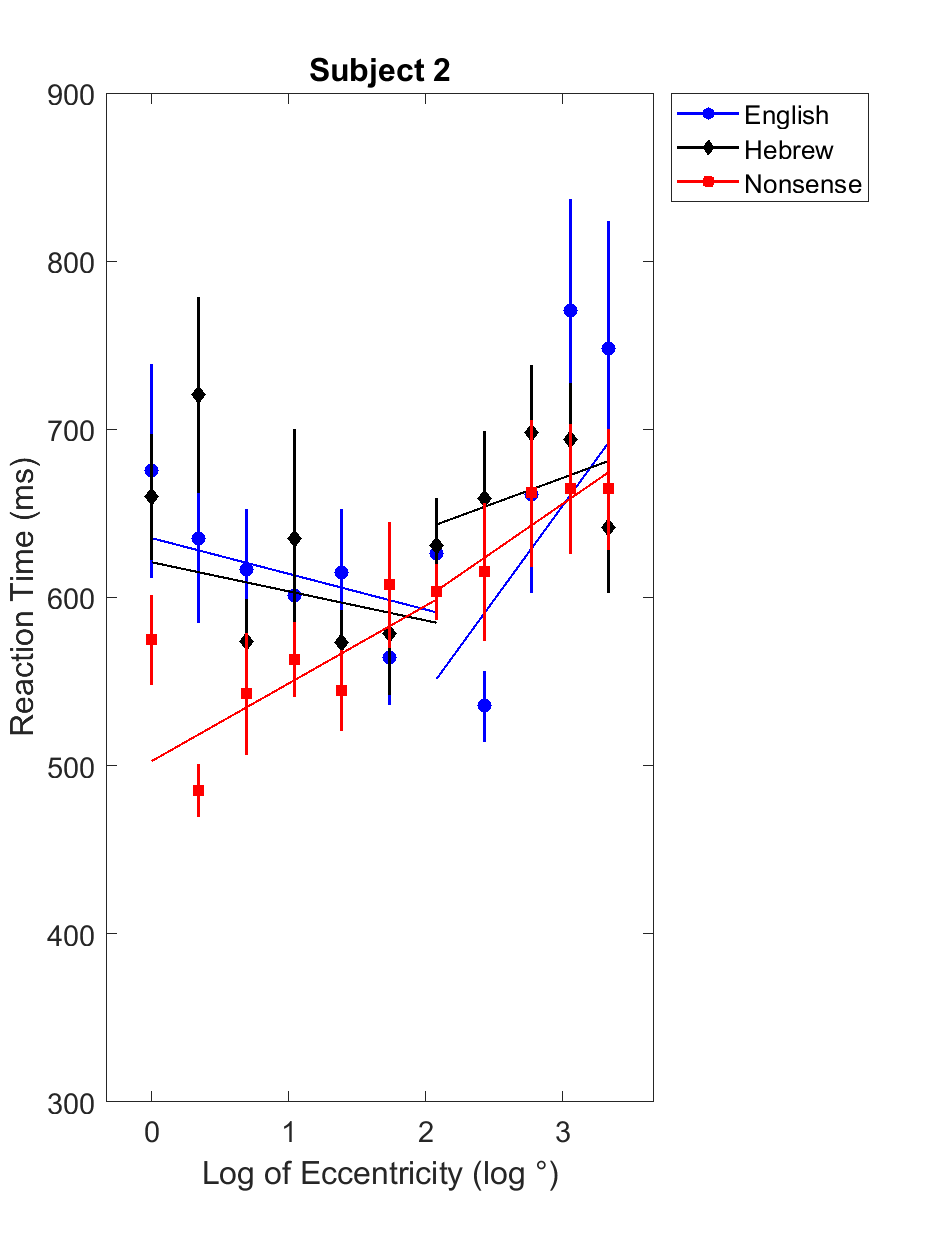 Subject 2
900
800
700
600
500
400
300
0 1 2 3
Reaction Time (ms)
Log of Eccentricity (log °)
English
Hebrew
Nonsense